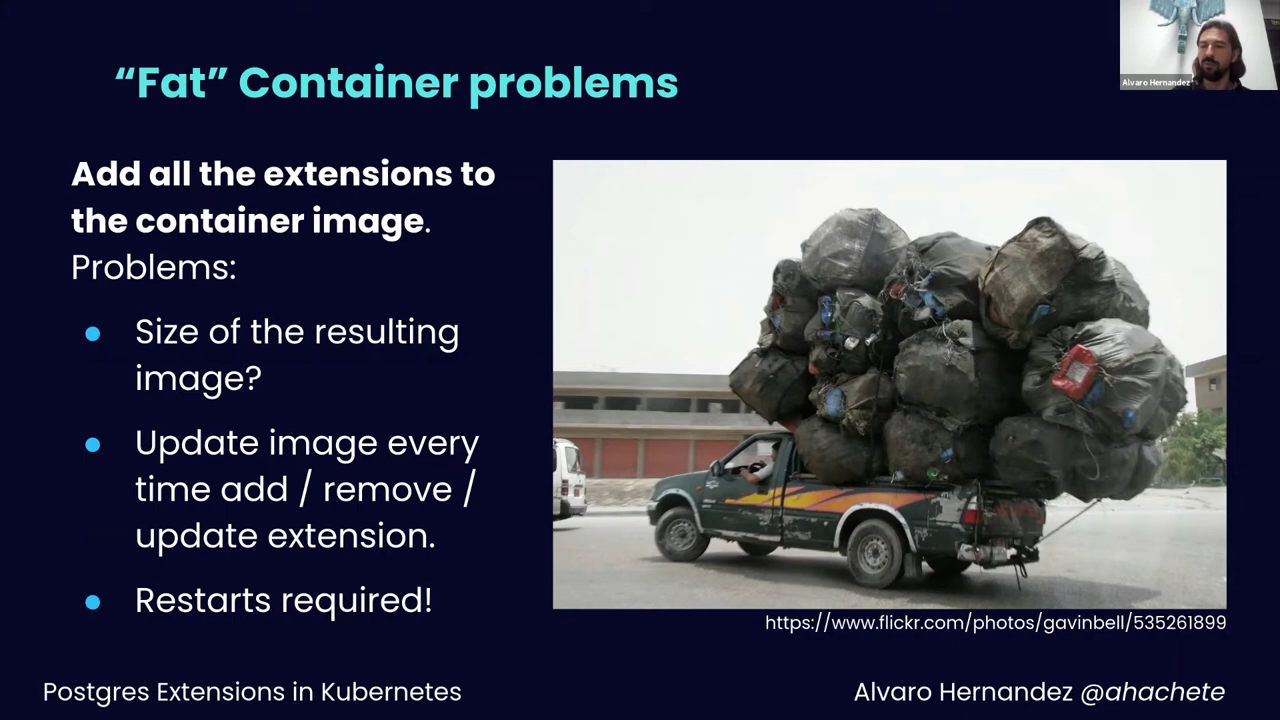 “Fat” Container problems
Alvaro Hernandez
Add all the extensions to
the container image.
Problems:
● Size of the resulting
image?
● Update image every
time add / remove /
update extension.
● Restarts required!
https://www.flickr.com/photos/gavinbell/535261899
Postgres Extensions in Kubernetes
Alvaro Hernandez @ahachete